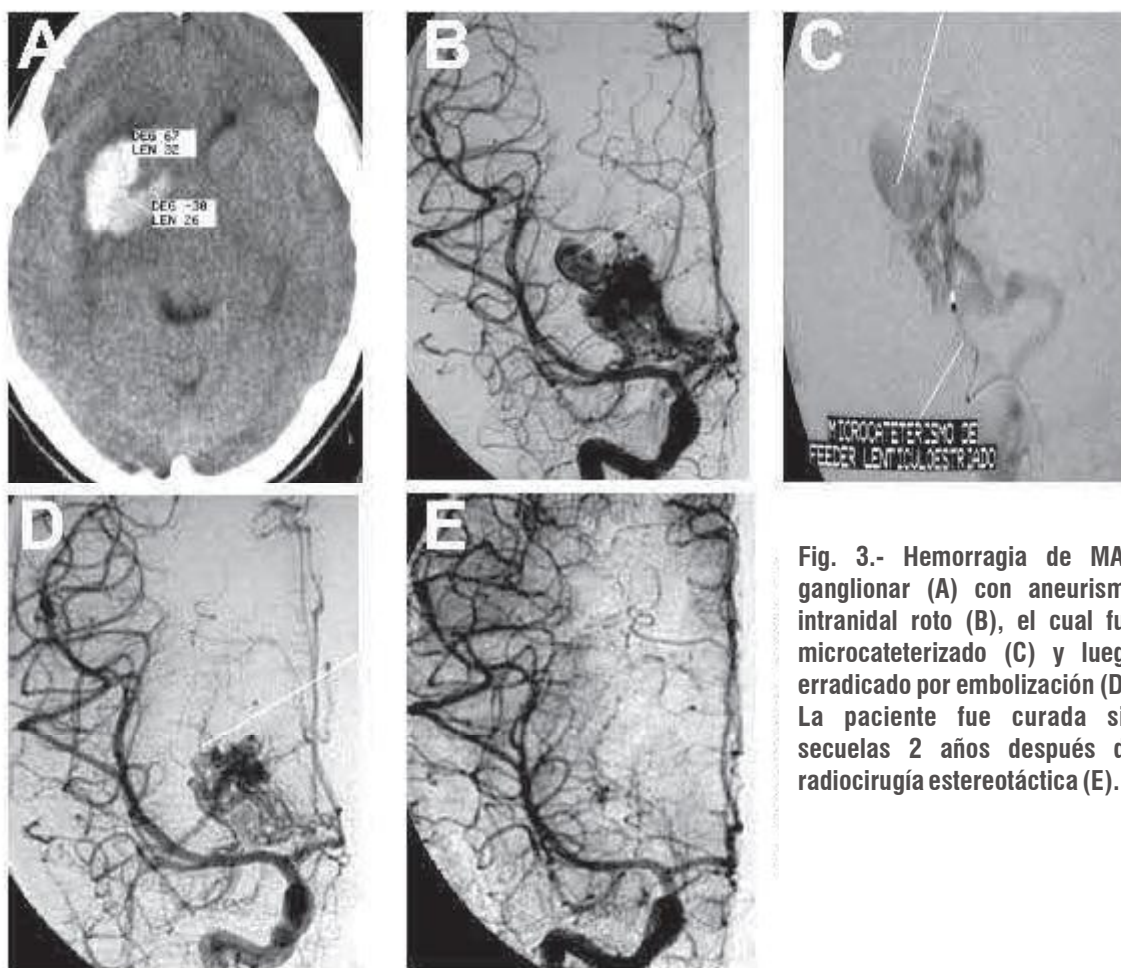 A
DEG 67
LEN 32
DEG -30
LEN 26
B
C
MICROCATETERISMO DE
FEEDER LENTICULOESTRIADO
D
E
Fig. 3.- Hemorragia de MA
ganglionar (A) con aneurism
intranidal roto (B), el cual fu
microcateterizado (C) y lueg
erradicado por embolización (D
La paciente fue curada si
secuelas 2 años después d
radiocirugía estereotáctica (E).